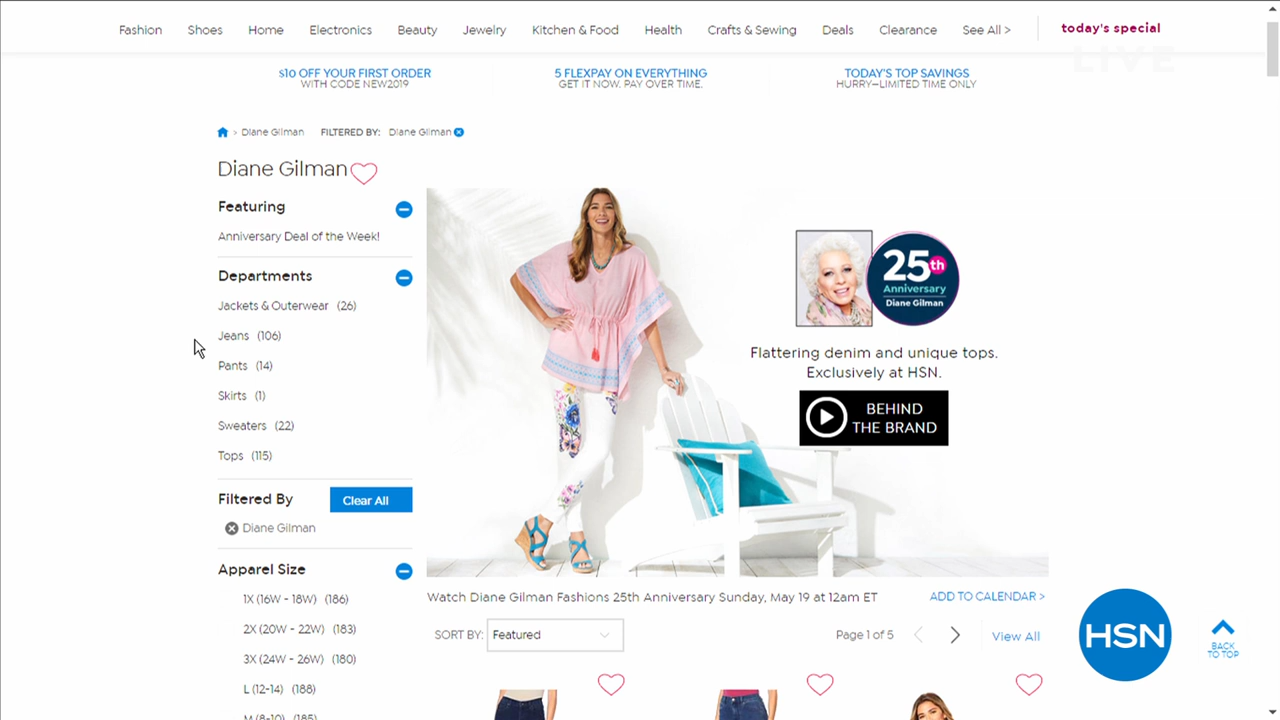 Fashion Shoes Home Electronics Beauty Jewelry Kitchen & Food Health Crafts & Sewing Deals Clearance See All > today's special
LIVE
$10 OFF YOUR FIRST ORDER 5 FLEXPAY ON EVERYTHING TODAY'S TOP SAVINGS
WITH CODE NEW2019 GET IT NOW. PAY OVER TIME. HURRY—LIMITED TIME ONLY
> Diane Gilman FILTERED BY: Diane Gilman
Diane Gilman
Featuring
Anniversary Deal of the Week!
Departments
Jackets & Outerwear (26)
Jeans (106)
Pants (14)
Skirts (1)
Sweaters (22)
Tops (115)
Filtered By Clear All
Diane Gilman
Apparel Size
1X (16W - 18W) (186)
2X (20W - 22W) (183)
3X (24W - 26W) (180)
L (12-14) (188)
M (8-10) (185)
25th
Anniversary
Diane Gilman
Flattering denim and unique tops.
Exclusively at HSN.
BEHIND
THE BRAND
Watch Diane Gilman Fashions 25th Anniversary Sunday, May 19 at 12am ET ADD TO CALENDAR >
SORT BY: Featured Page 1 of 5 View All
HSN
BACK
TO TOP